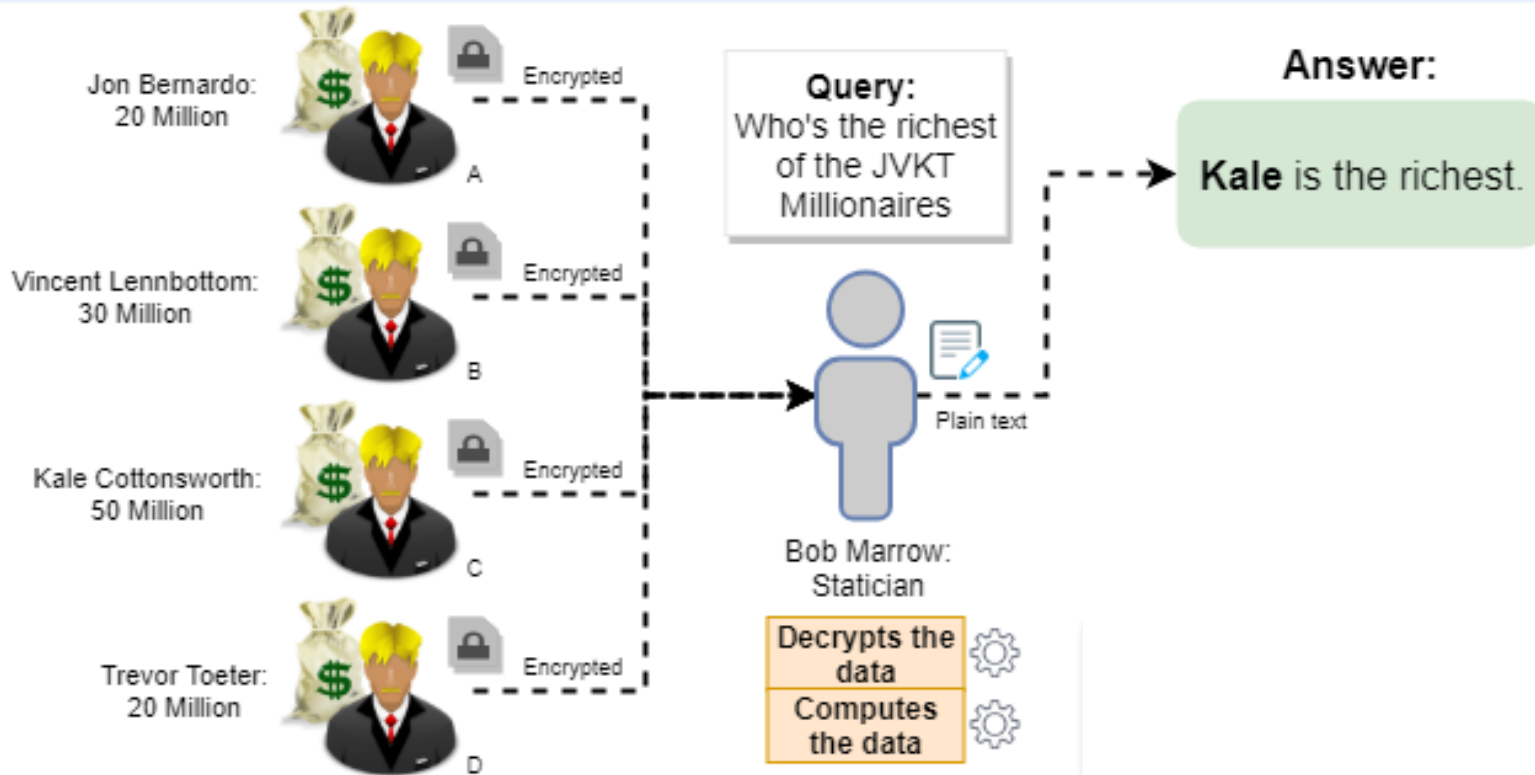 Jon Bernardo:
20 Million
$
Encrypted
A
Vincent Lennbottom:
30 Million
$
Encrypted
B
Kale Cottonsworth:
50 Million
$
Encrypted
C
Trevor Toeter:
20 Million
$
Encrypted
D
Query:
Who's the richest
of the JVKT
Millionaires
Plain text
Bob Marrow:
Statician
Decrypts the
data
Computes
the data
Answer:
Kale is the richest.